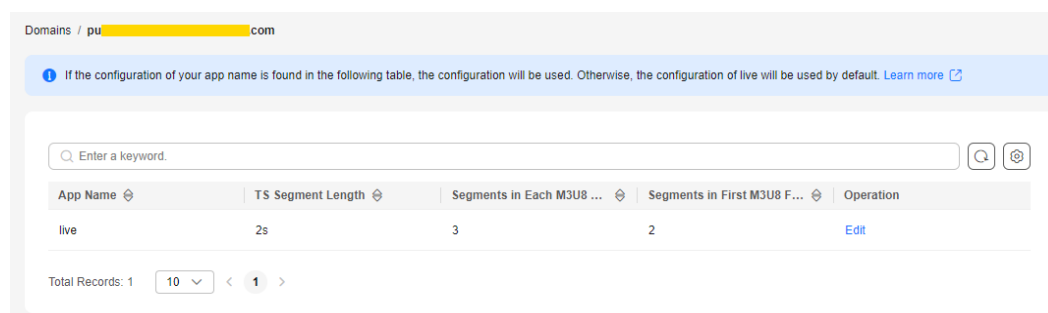 Domains / pu com
If the configuration of your app name is found in the following table, the configuration will be used. Otherwise, the configuration of live will be used by default. Learn more
Enter a keyword.
App Name TS Segment Length Segments in Each M3U8 ... Segments in First M3U8 F... Operation
live 2s 3 2 Edit
Total Records: 1 10 < 1 >